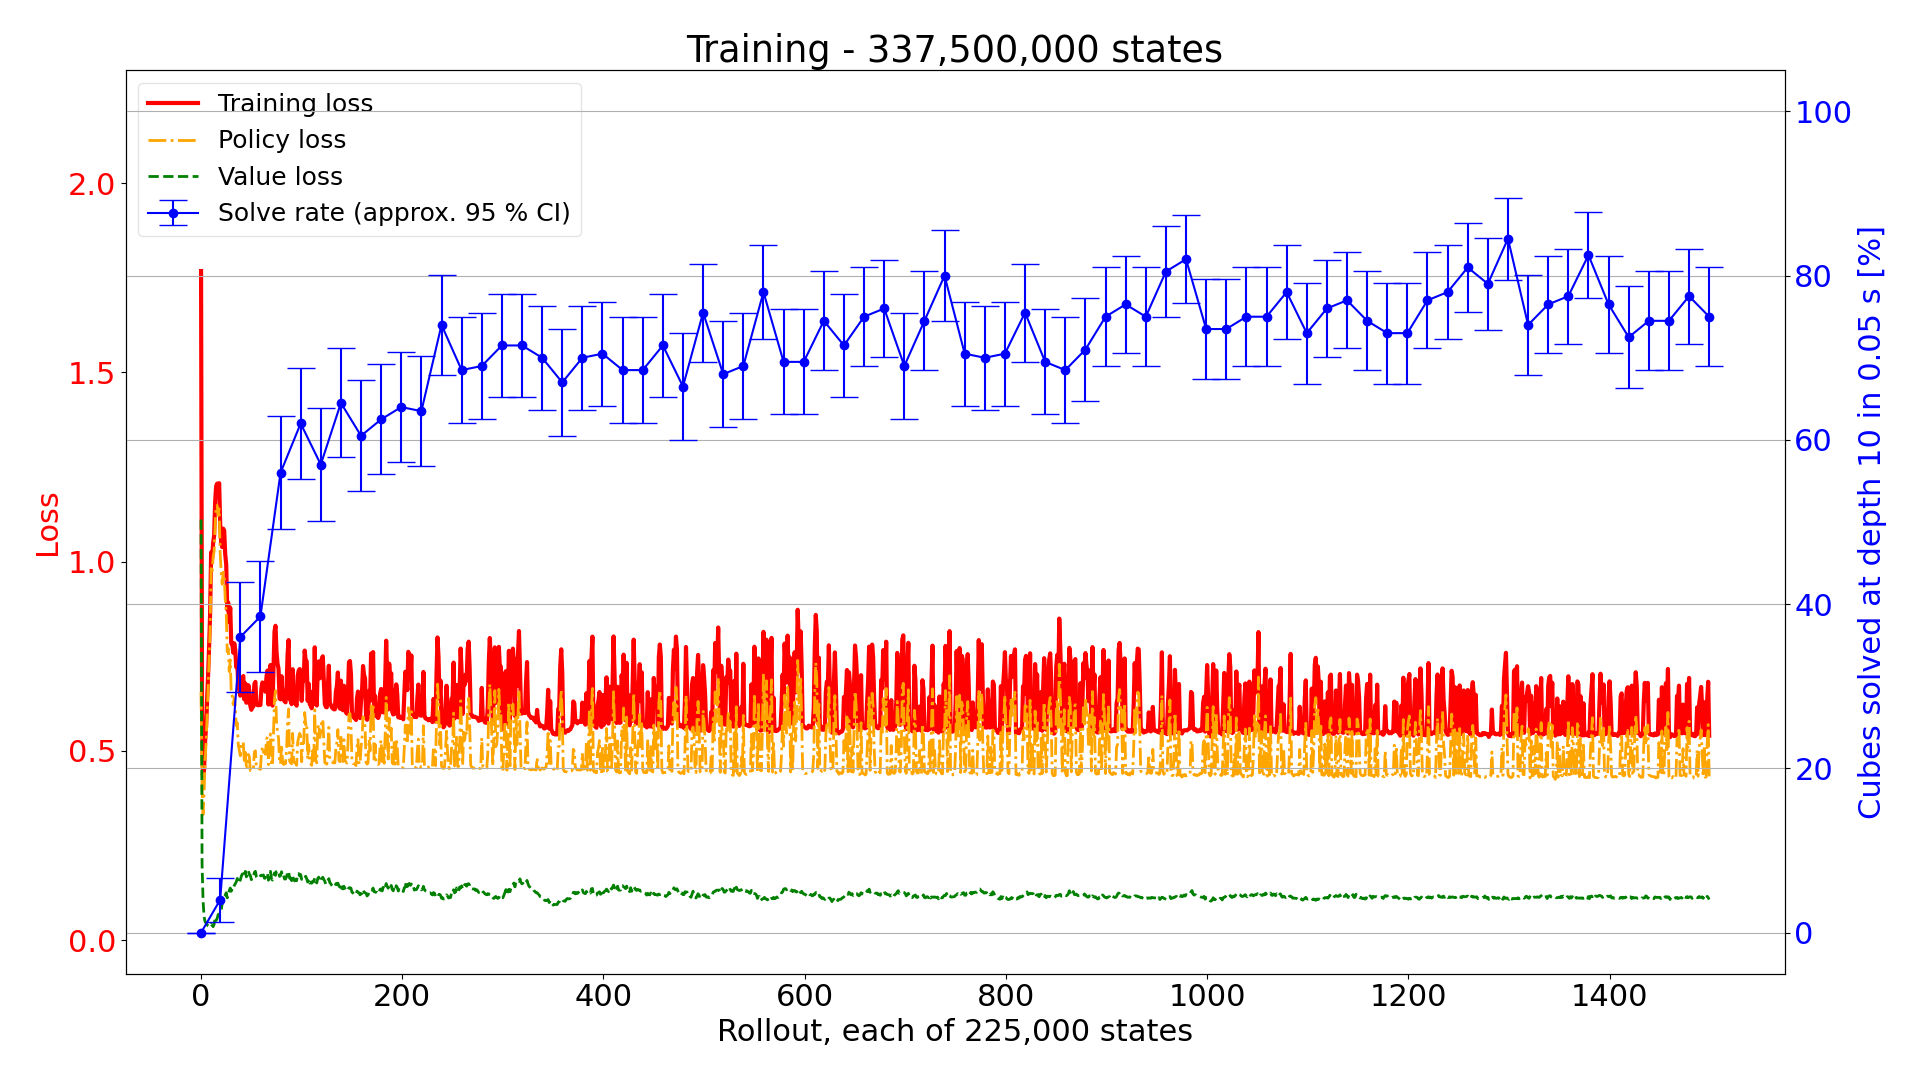 Training - 337,500,000 states
Training loss
Policy loss
Value loss
Solve rate (approx. 95 % CI)
Loss
2.0
1.5
1.0
0.5
0.0
100
80
60
40
20
0
Cubes solved at depth 10 in 0.05 s [%]
0 200 400 600 800 1000 1200 1400
Rollout, each of 225,000 states